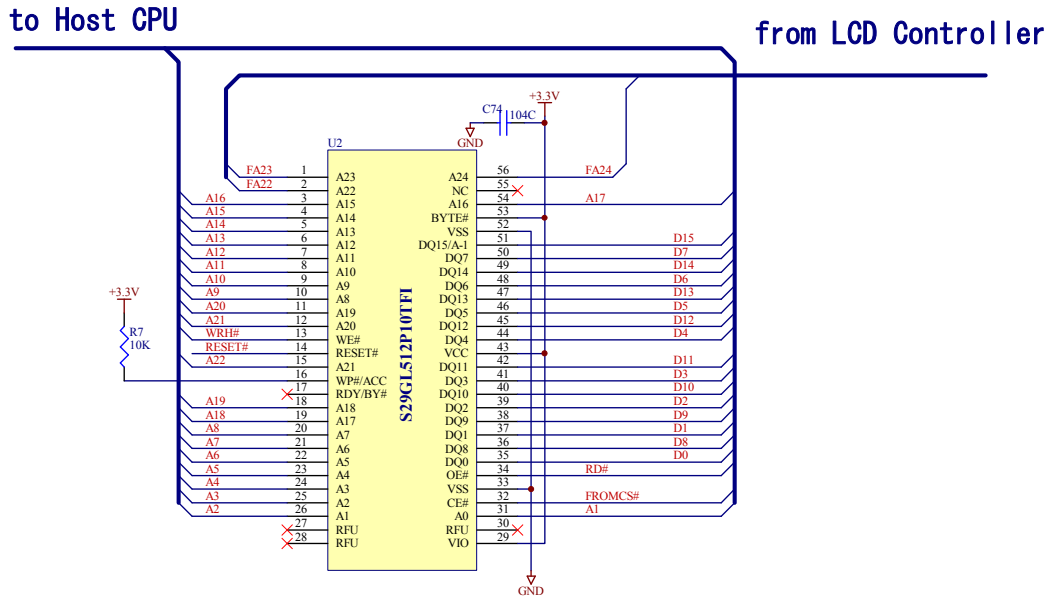 to Host CPU
from LCD Controller
+3.3V
C74
104C
GND
U2
FA23 1 A23 A24 56 FA24
FA22 2 A22 NC 55
A16 3 A15 A16 54 A17
A15 4 A14 BYTE# 53
A14 5 A13 VSS 52
A13 6 A12 DQ15/A-1 51 D15
A12 7 A11 DQ7 50 D7
A11 8 A10 DQ14 49 D14
A10 9 A9 DQ6 48 D6
A9 10 A8 DQ13 47 D13
A20 11 A19 DQ5 46 D5
A21 12 A20 DQ12 45 D12
WRH# 13 WE# DQ4 44 D4
RESET# 14 RESET# VCC 43
A22 15 A21 DQ11 42 D11
16 WP#/ACC DQ3 41 D3
17 RDY/BY# DQ10 40 D10
A19 18 A18 DQ2 39 D2
A18 19 A17 DQ9 38 D9
A8 20 A7 DQ1 37 D1
A7 21 A6 DQ8 36 D8
A6 22 A5 DQ0 35 D0
A5 23 A4 OE# 34 RD#
A4 24 A3 VSS 33
A3 25 A2 CE# 32 FROMCS#
A2 26 A1 A0 31 A1
27 RFU RFU 30
28 RFU VIO 29
S29GL512P10TFI
+3.3V
R7
10K
GND